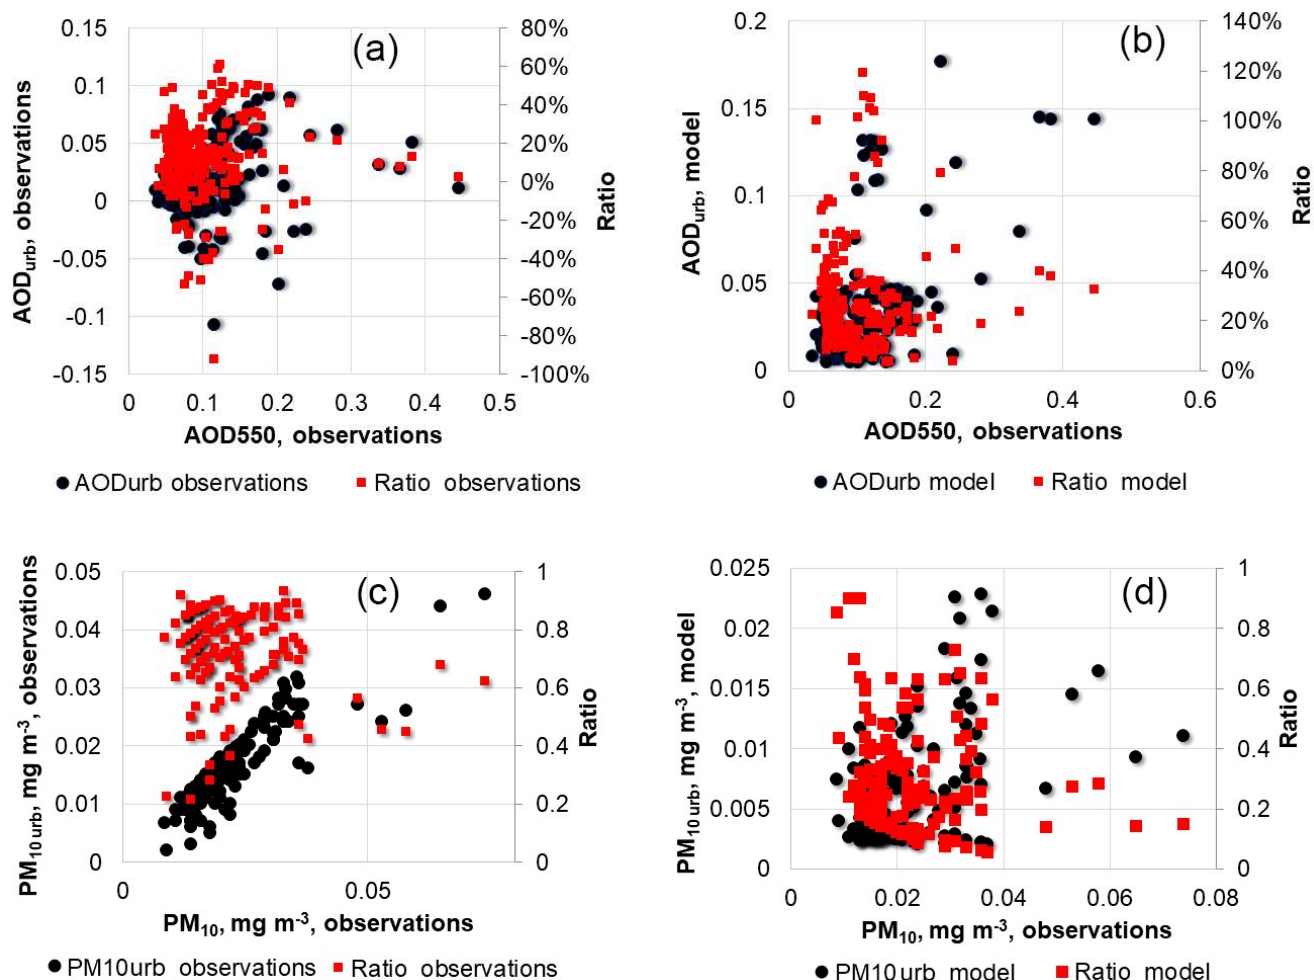 (a)
0.15
0.1
0.05
0
-0.05
-0.1
-0.15
AODurb, observations
80%
60%
40%
20%
0%
-20%
-40%
-60%
-80%
-100%
Ratio
0 0.1 0.2 0.3 0.4 0.5
AOD550, observations
AODurb observations Ratio observations
(b)
0.2
0.15
0.1
0.05
0
AODurb, model
140%
120%
100%
80%
60%
40%
20%
0%
Ratio
0 0.2 0.4 0.6
AOD550, observations
AODurb model Ratio model
(c)
0.05
0.04
0.03
0.02
0.01
0
PM10urb, mg m-3, observations
1
0.8
0.6
0.4
0.2
0
Ratio
0 0.05
PM10, mg m-3, observations
PM10urb observations Ratio observations
(d)
0.025
0.02
0.015
0.01
0.005
0
PM10urb, mg m-3, model
1
0.8
0.6
0.4
0.2
0
Ratio
0 0.02 0.04 0.06 0.08
PM10, mg m-3, observations
PM10urb model Ratio model